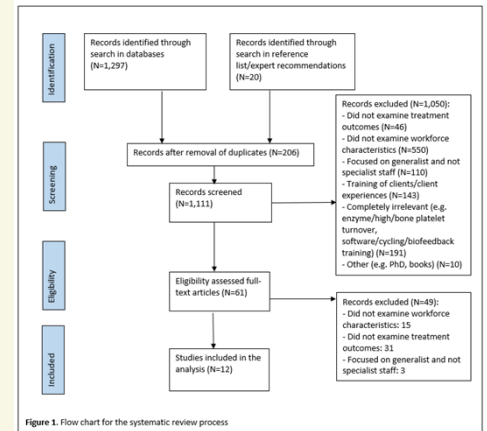 Identification
Records identified through
search in databases
(N=1,297)
Records identified through
search in reference
list/expert recommendations
(N=20)
Records after removal of duplicates (N=206)
Screening
Records screened
(N=1,111)
Records excluded (N=1,050):
- Did not examine treatment
outcomes (N=46)
- Did not examine workforce
characteristics (N=550)
- Focused on generalist and not
specialist staff (N=110)
- Training of clients/client
experiences (N=143)
- Completely irrelevant (e.g.
enzyme/high/bone platelet
turnover,
software/cycling/biofeedback
training) (N=191)
- Other (e.g. PhD, books) (N=10)
Eligibility
Eligibility assessed full-
text articles (N=61)
Records excluded (N=49):
- Did not examine workforce
characteristics: 15
- Did not examine treatment
outcomes: 31
- Focused on generalist and not
specialist staff: 3
Included
Studies included in the
analysis (N=12)
Figure 1. Flow chart for the systematic review process